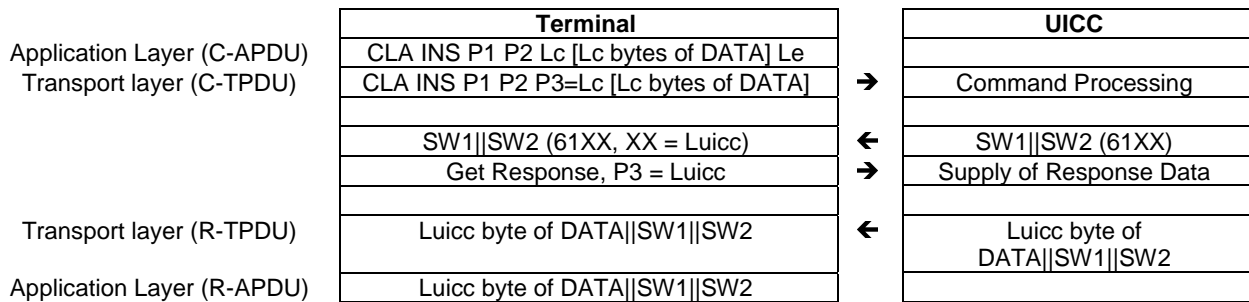 Terminal UICC
Application Layer (C-APDU) CLA INS P1 P2 Lc [Lc bytes of DATA] Le
Transport layer (C-TPDU) CLA INS P1 P2 P3=Lc [Lc bytes of DATA] ➔ Command Processing
SW1||SW2 (61XX, XX = Luicc) 🡸 SW1||SW2 (61XX)
Get Response, P3 = Luicc ➔ Supply of Response Data
Transport layer (R-TPDU) Luicc byte of DATA||SW1||SW2 🡸 Luicc byte of
DATA||SW1||SW2
Application Layer (R-APDU) Luicc byte of DATA||SW1||SW2